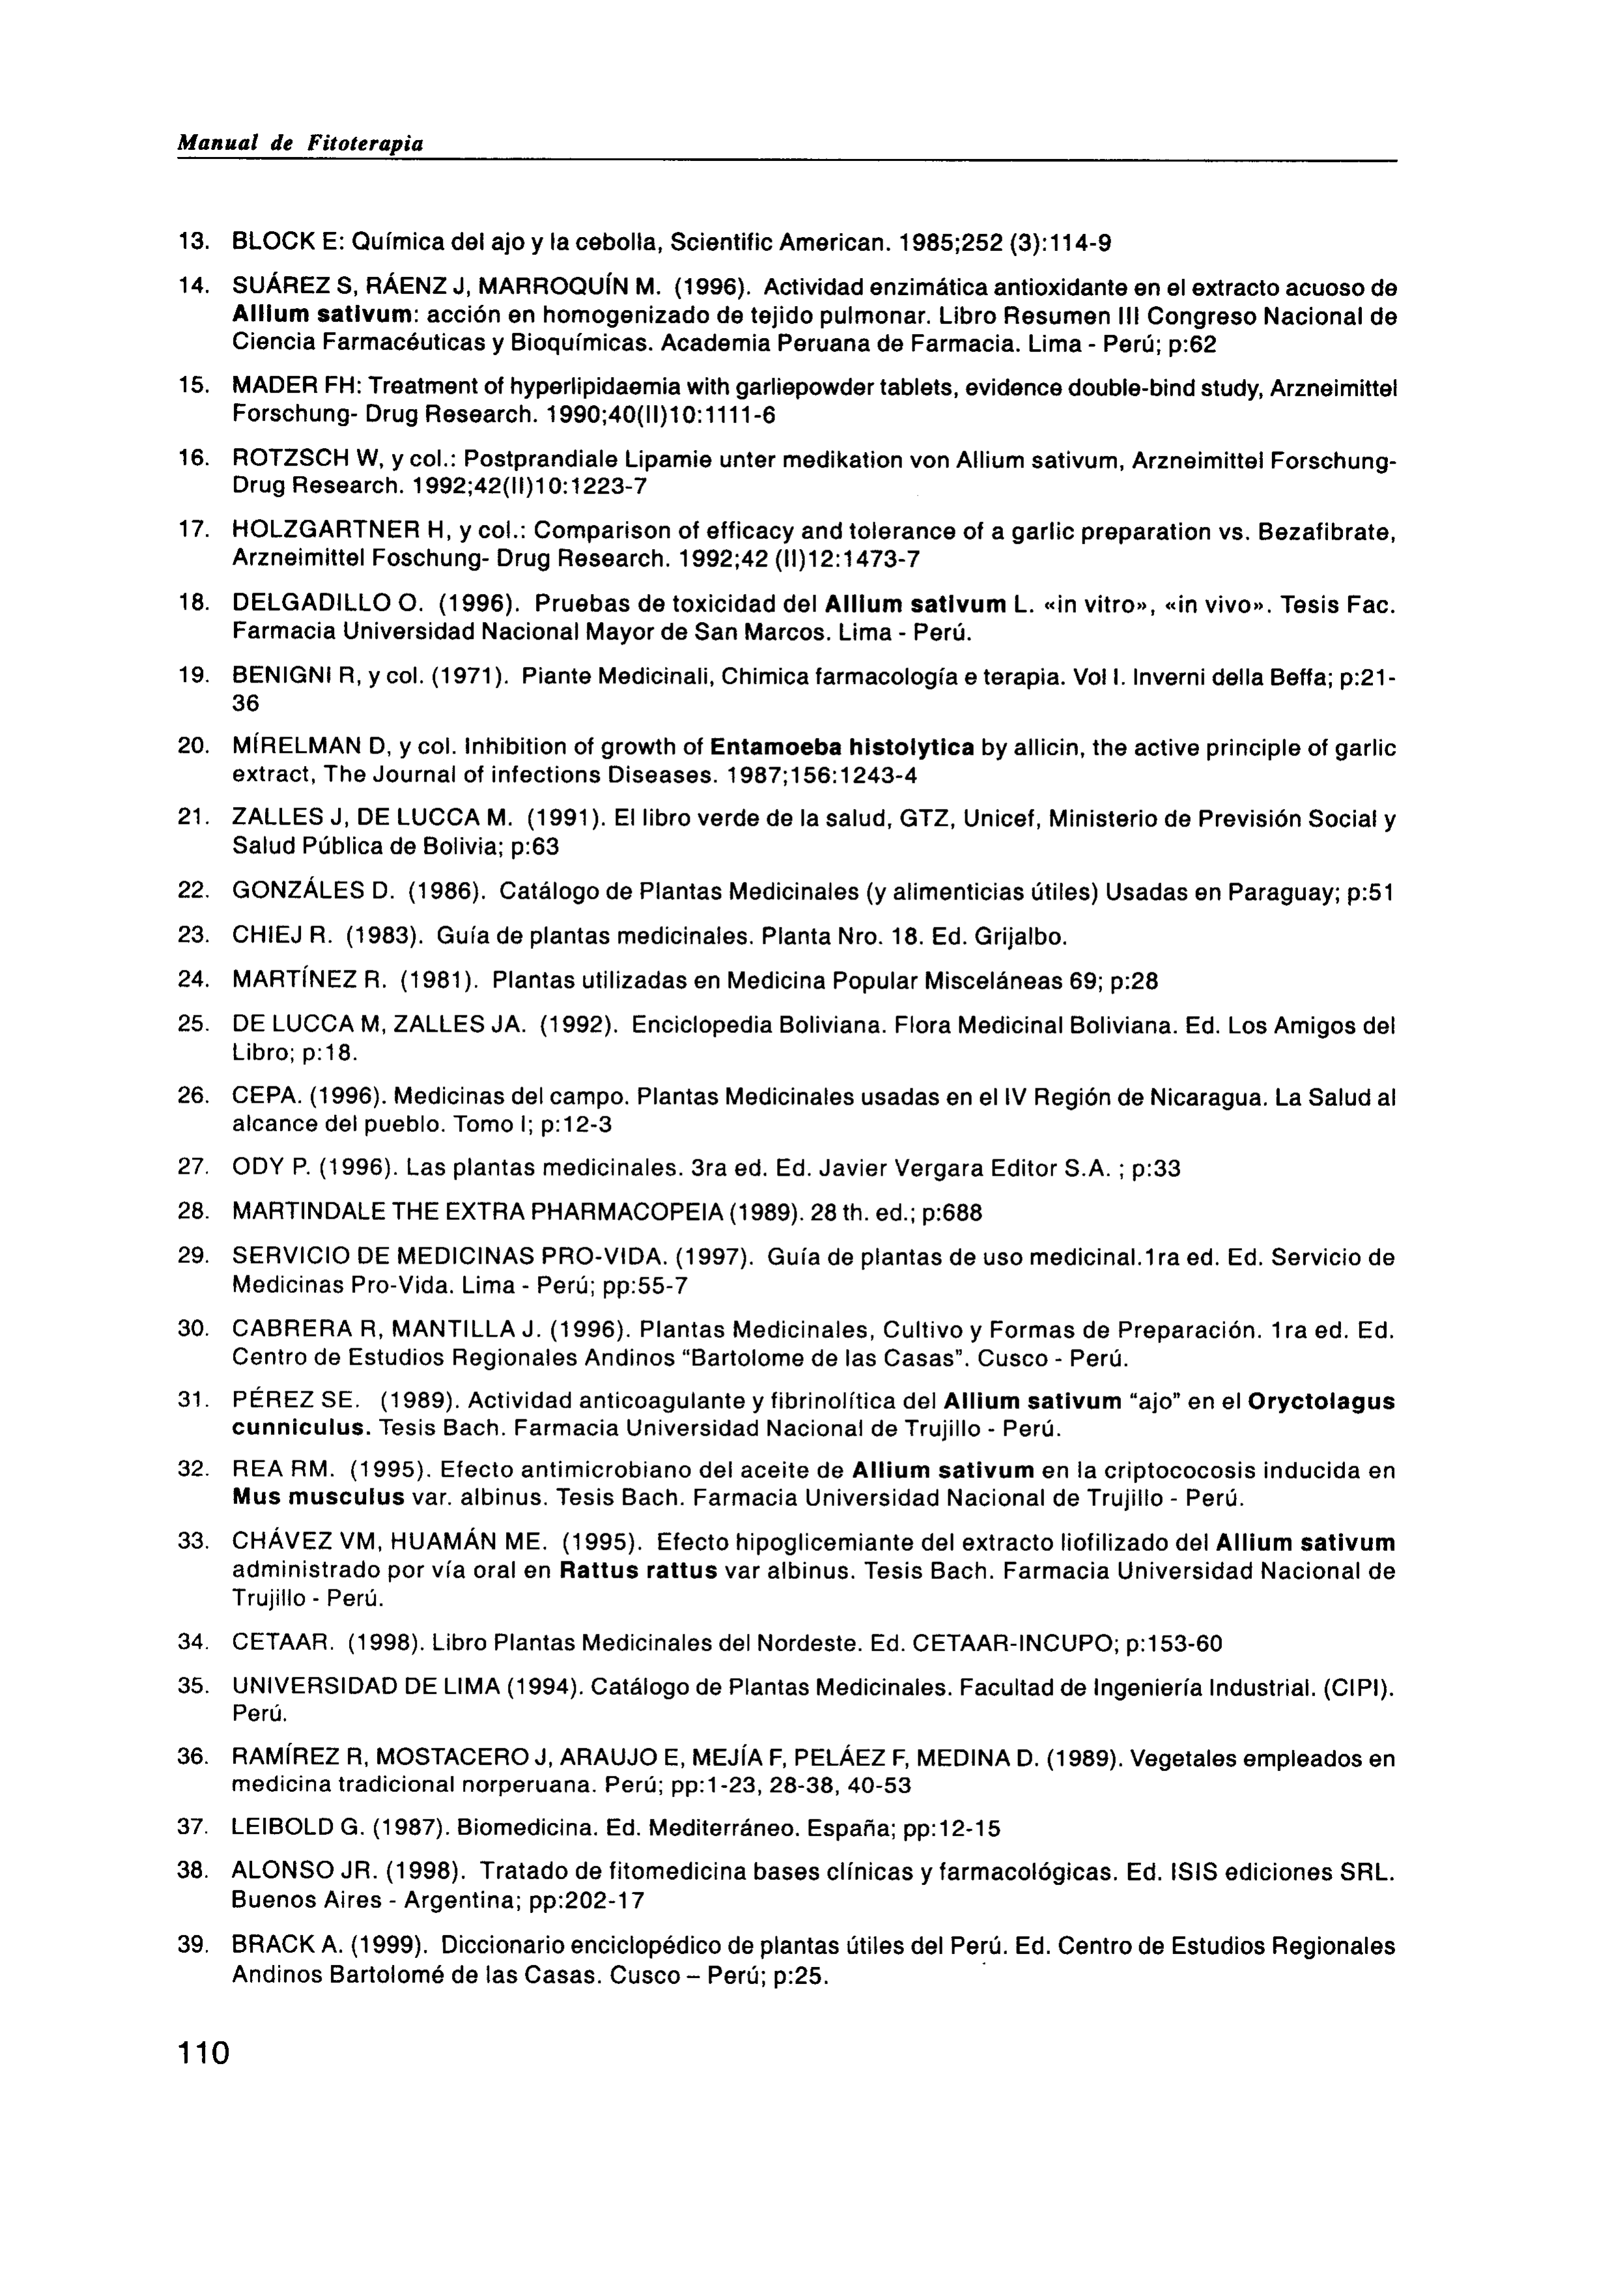 Manual de Fitoterapia
13. BLOCK E: Química del ajo y la cebolla, Scientific American. 1985;252 (3):114-9
14. SUÁREZ S, RÁENZ J, MARROQUÍN M. (1996). Actividad enzimática antioxidante en el extracto acuoso de
Allium sativum: acción en homogenizado de tejido pulmonar. Libro Resumen III Congreso Nacional de
Ciencia Farmacéuticas y Bioquímicas. Academia Peruana de Farmacia. Lima - Perú; p:62
15. MADER FH: Treatment of hyperlipidaemia with garliepowder tablets, evidence double-bind study, Arzneimittel
Forschung- Drug Research. 1990;40(II)10:1111-6
16. ROTZSCH W, y col.: Postprandiale Lipamie unter medikation von Allium sativum, Arzneimittel Forschung-
Drug Research. 1992;42(II)10:1223-7
17. HOLZGARTNER H, y col.: Comparison of efficacy and tolerance of a garlic preparation vs. Bezafibrate,
Arzneimittel Foschung- Drug Research. 1992;42 (II)12:1473-7
18. DELGADILLO O. (1996). Pruebas de toxicidad del Allium sativum L. «in vitro», «in vivo». Tesis Fac.
Farmacia Universidad Nacional Mayor de San Marcos. Lima - Perú.
19. BENIGNI R, y col. (1971). Piante Medicinali, Chimica farmacología e terapia. Vol I. Inverni della Beffa; p:21-
36
20. MÍRELMAN D, y col. Inhibition of growth of Entamoeba histolytica by allicin, the active principle of garlic
extract, The Journal of infections Diseases. 1987;156:1243-4
21. ZALLES J, DE LUCCA M. (1991). El libro verde de la salud, GTZ, Unicef, Ministerio de Previsión Social y
Salud Pública de Bolivia; p:63
22. GONZÁLES D. (1986). Catálogo de Plantas Medicinales (y alimenticias útiles) Usadas en Paraguay; p:51
23. CHIEJ R. (1983). Guía de plantas medicinales. Planta Nro. 18. Ed. Grijalbo.
24. MARTÍNEZ R. (1981). Plantas utilizadas en Medicina Popular Misceláneas 69; p:28
25. DE LUCCA M, ZALLES JA. (1992). Enciclopedia Boliviana. Flora Medicinal Boliviana. Ed. Los Amigos del
Libro; p:18.
26. CEPA. (1996). Medicinas del campo. Plantas Medicinales usadas en el IV Región de Nicaragua. La Salud al
alcance del pueblo. Tomo I; p:12-3
27. ODY P. (1996). Las plantas medicinales. 3ra ed. Ed. Javier Vergara Editor S.A. ; p:33
28. MARTINDALE THE EXTRA PHARMACOPEIA (1989). 28 th. ed.; p:688
29. SERVICIO DE MEDICINAS PRO-VIDA. (1997). Guía de plantas de uso medicinal.1ra ed. Ed. Servicio de
Medicinas Pro-Vida. Lima - Perú; pp:55-7
30. CABRERA R, MANTILLA J. (1996). Plantas Medicinales, Cultivo y Formas de Preparación. 1ra ed. Ed.
Centro de Estudios Regionales Andinos "Bartolome de las Casas". Cusco - Perú.
31. PÉREZ SE. (1989). Actividad anticoagulante y fibrinolítica del Allium sativum "ajo" en el Oryctolagus
cunniculus. Tesis Bach. Farmacia Universidad Nacional de Trujillo - Perú.
32. REA RM. (1995). Efecto antimicrobiano del aceite de Allium sativum en la criptococosis inducida en
Mus musculus var. albinus. Tesis Bach. Farmacia Universidad Nacional de Trujillo - Perú.
33. CHÁVEZ VM, HUAMÁN ME. (1995). Efecto hipoglicemiante del extracto liofilizado del Allium sativum
administrado por vía oral en Rattus rattus var albinus. Tesis Bach. Farmacia Universidad Nacional de
Trujillo - Perú.
34. CETAAR. (1998). Libro Plantas Medicinales del Nordeste. Ed. CETAAR-INCUPO; p:153-60
35. UNIVERSIDAD DE LIMA (1994). Catálogo de Plantas Medicinales. Facultad de Ingeniería Industrial. (CIPI).
Perú.
36. RAMÍREZ R, MOSTACERO J, ARAUJO E, MEJÍA F, PELÁEZ F, MEDINA D. (1989). Vegetales empleados en
medicina tradicional norperuana. Perú; pp:1-23, 28-38, 40-53
37. LEIBOLD G. (1987). Biomedicina. Ed. Mediterráneo. España; pp:12-15
38. ALONSO JR. (1998). Tratado de fitomedicina bases clínicas y farmacológicas. Ed. ISIS ediciones SRL.
Buenos Aires - Argentina; pp:202-17
39. BRACK A. (1999). Diccionario enciclopédico de plantas útiles del Perú. Ed. Centro de Estudios Regionales
Andinos Bartolomé de las Casas. Cusco – Perú; p:25.
110